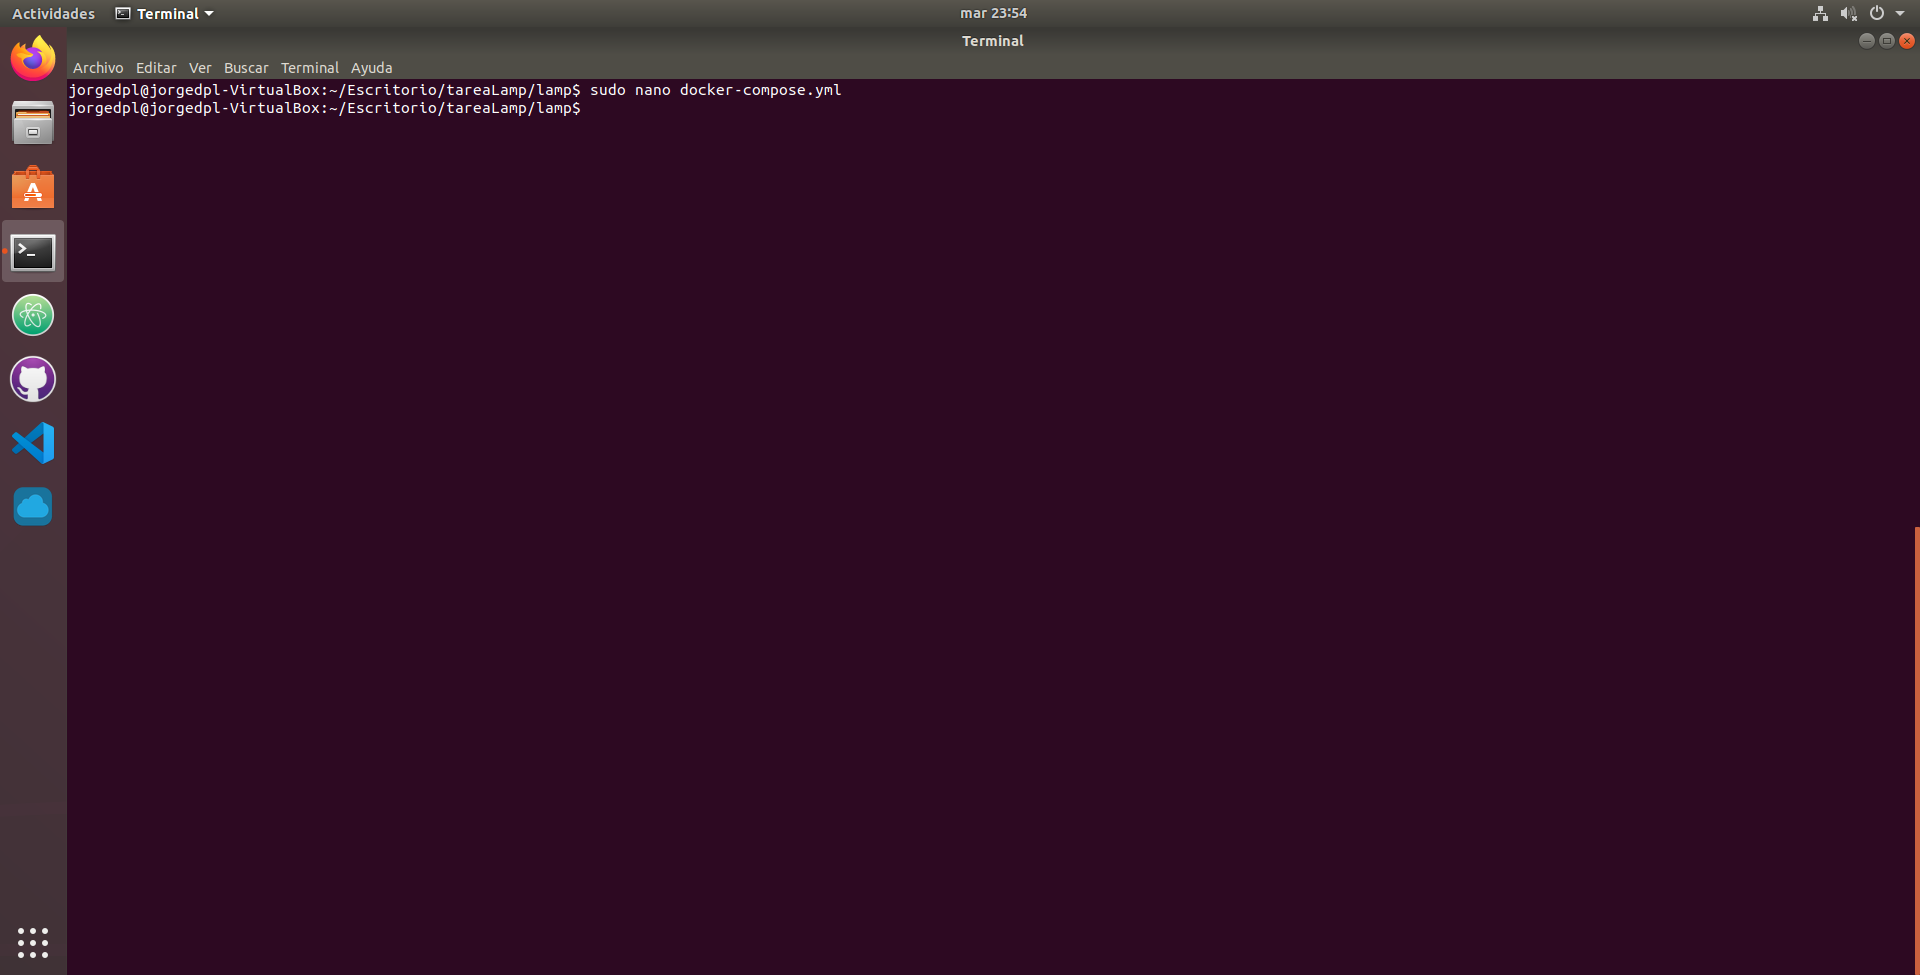 Actividades Terminal mar 23:54
Terminal
Archivo Editar Ver Buscar Terminal Ayuda
jorgedpl@jorgedpl-VirtualBox:~/Escritorio/tareaLamp/lamp$ sudo nano docker-compose.yml
jorgedpl@jorgedpl-VirtualBox:~/Escritorio/tareaLamp/lamp$